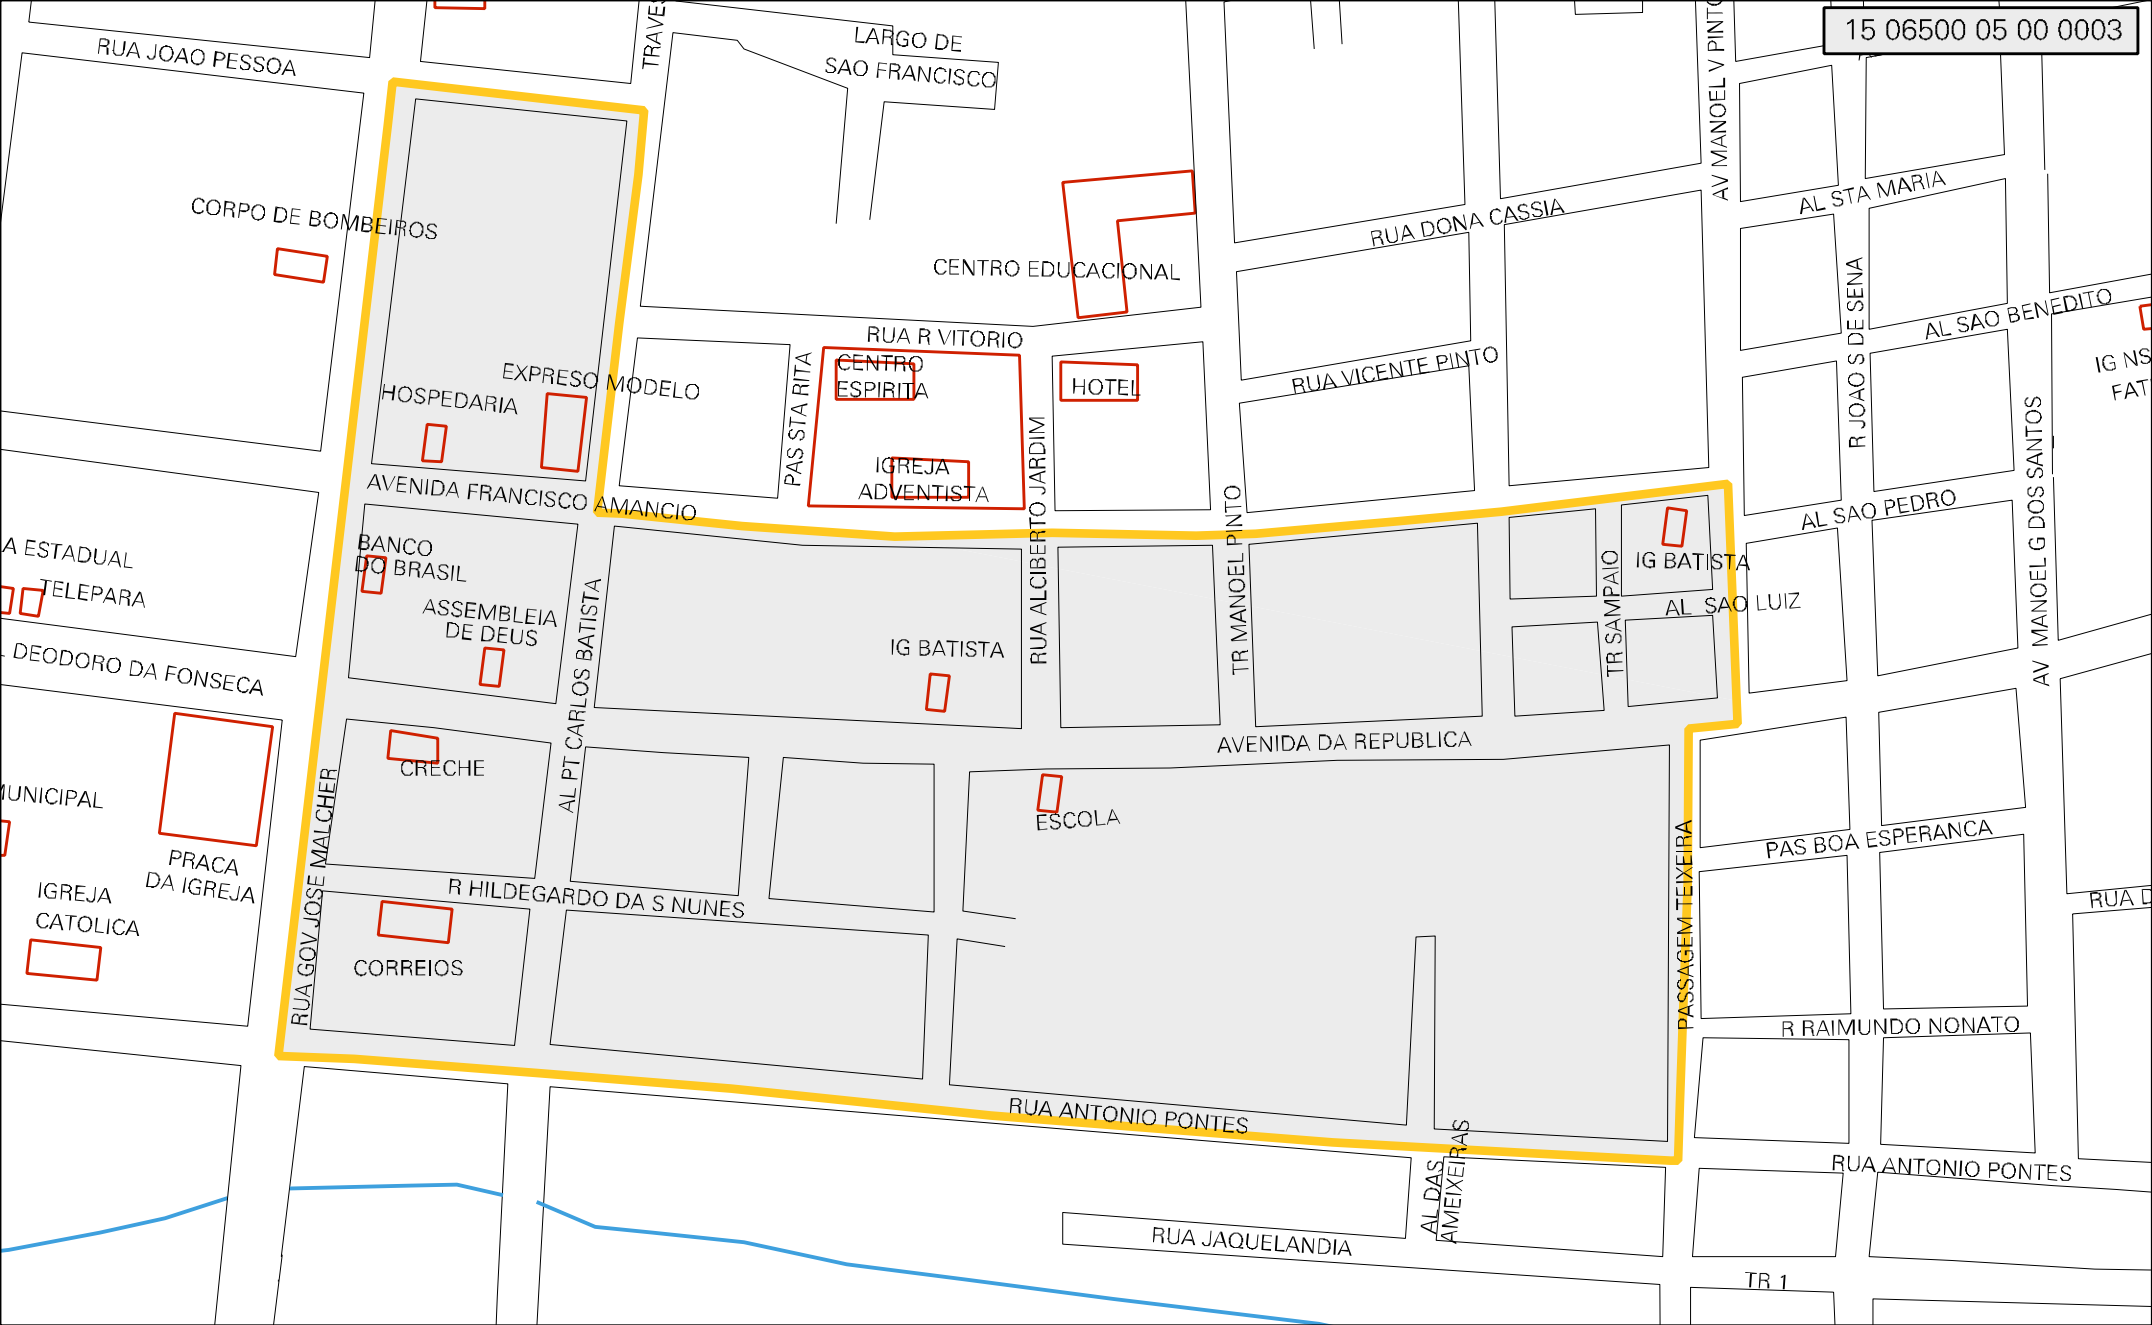 15 06500 05 00 0003
RUA JOAO PESSOA
TRAVES
LARGO DE
SAO FRANCISCO
AV MANOEL V PINTO
AL STA MARIA
RUA DONA CASSIA
CORPO DE BOMBEIROS
CENTRO EDUCACIONAL
R JOAO S DE SENA
AL SAO BENEDITO
RUA R VITORIO
CENTRO
ESPIRITA
HOTEL
RUA VICENTE PINTO
IG NS
FAT
EXPRESO MODELO
HOSPEDARIA
PAS STA RITA
IGREJA
ADVENTISTA
RUA ALCIBERTO JARDIM
AVENIDA FRANCISCO AMANCIO
TR MANOEL PINTO
AL SAO PEDRO
AV MANOEL G DOS SANTOS
BANCO
DO BRASIL
A ESTADUAL
TELEPARA
ASSEMBLEIA
DE DEUS
AL PT CARLOS BATISTA
IG BATISTA
TR SAMPAIO
IG BATISTA
AL SAO LUIZ
L DEODORO DA FONSECA
AVENIDA DA REPUBLICA
CRECHE
MUNICIPAL
ESCOLA
PRACA
DA IGREJA
RUA GOV JOSE MALCHER
R HILDEGARDO DA S NUNES
PASSAGEM TEIXEIRA
PAS BOA ESPERANCA
RUA D
IGREJA
CATOLICA
CORREIOS
R RAIMUNDO NONATO
RUA ANTONIO PONTES
RUA ANTONIO PONTES
AL DAS
AMEIXEIRAS
RUA JAQUELANDIA
TR 1